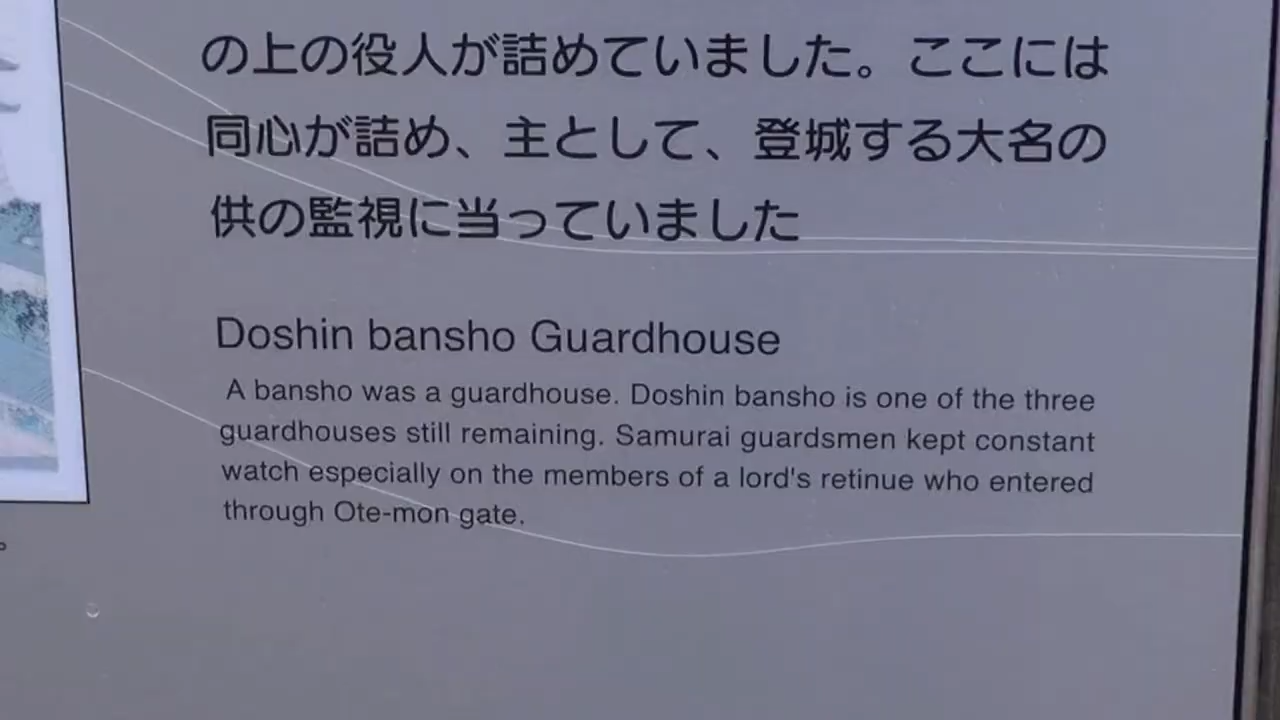 の上の役人が詰めていました。ここには
同心が詰め、主として、登城する大名の
供の監視に当っていました
Doshin bansho Guardhouse
A bansho was a guardhouse. Doshin bansho is one of the three
guardhouses still remaining. Samurai guardsmen kept constant
watch especially on the members of a lord's retinue who entered
through Ote-mon gate.